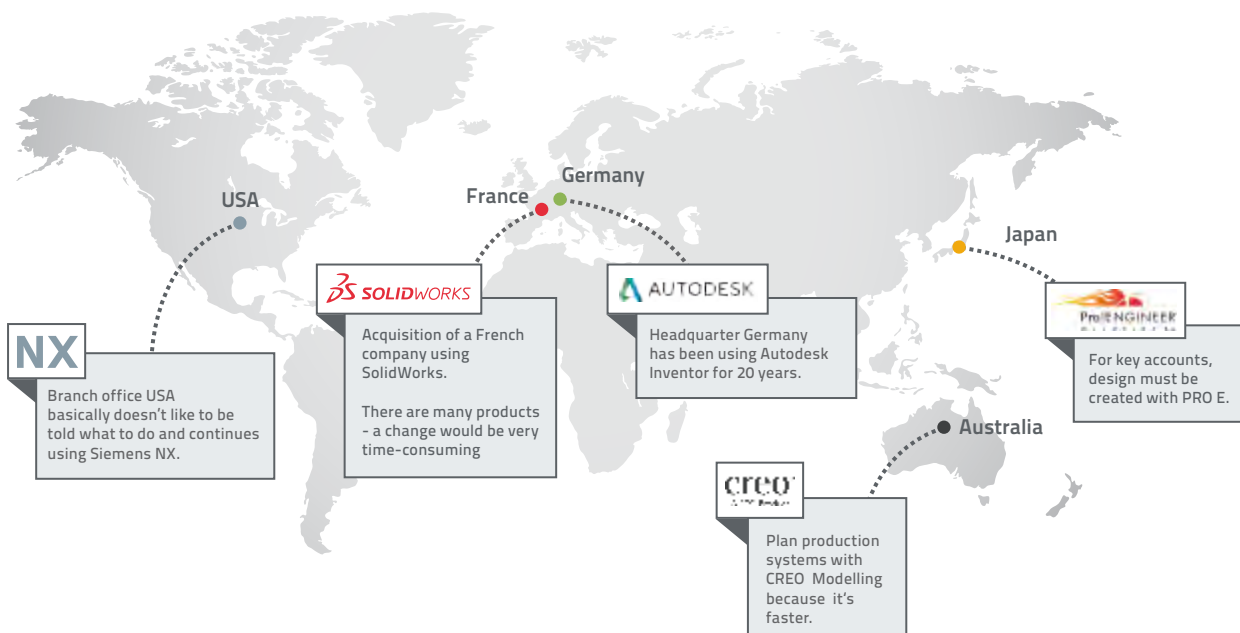 USA
France
Germany
Japan
Australia
NX
Branch office USA
basically doesn't like to be
told what to do and continues
using Siemens NX.
SOLIDWORKS
Acquisition of a French
company using
SolidWorks.
There are many products
- a change would be very
time-consuming
AUTODESK
Headquarter Germany
has been using Autodesk
Inventor for 20 years.
Pro/ENGINEER
For key accounts,
design must be
created with PRO E.
creo
Plan production
systems with
CREO Modelling
because it's
faster.